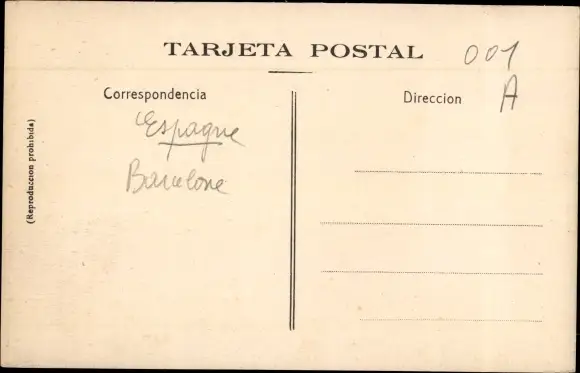 TARJETA POSTAL
001
A
Correspondencia
Direccion
Espagne
Barcelone
(Reproduccion prohibida)